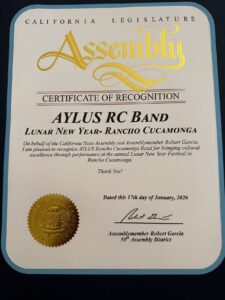 CALIFORNIA LEGISLATURE
Assembly
CERTIFICATE OF RECOGNITION
AYLUS RC BAND
LUNAR NEW YEAR- RANCHO CUCAMONGA
On behalf of the California State Assembly and Assemblymember Robert Garcia,
I am pleased to recognize AYLUS Rancho Cucamonga Band for bringing cultural
excellence through performance at the annual Lunar New Year Festival in
Rancho Cucamonga
Thank You!
Dated this 17th day of January, 2026
Assemblymember Robert Garcia
50th Assembly District